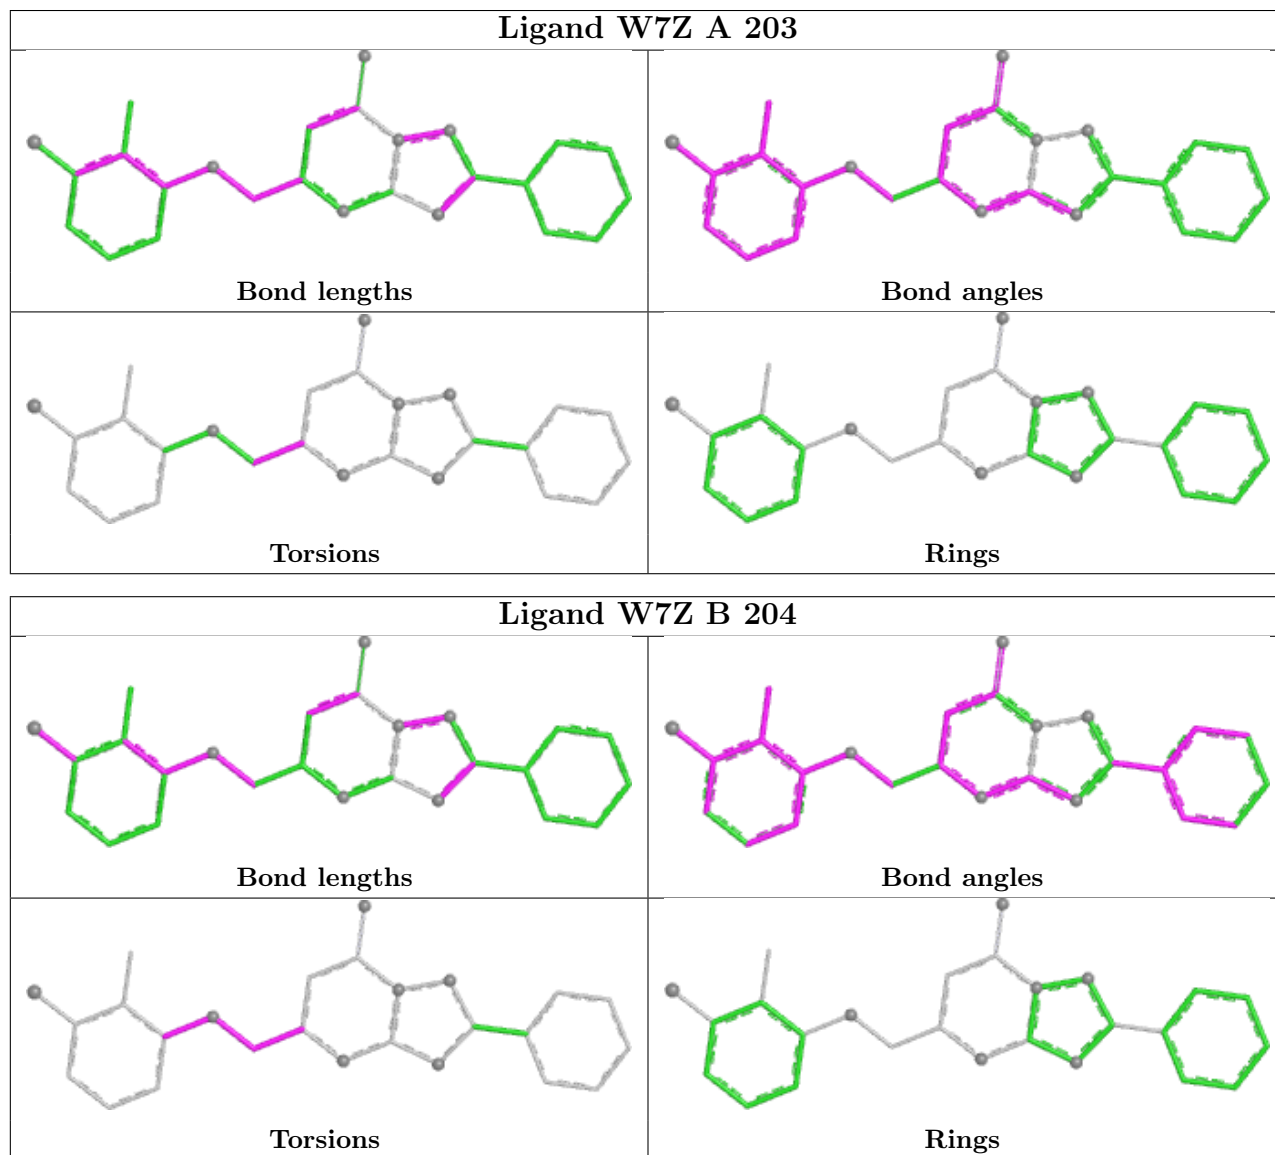 Ligand W7Z A 203
Bond lengths
Bond angles
Torsions
Rings
Ligand W7Z B 204
Bond lengths
Bond angles
Torsions
Rings